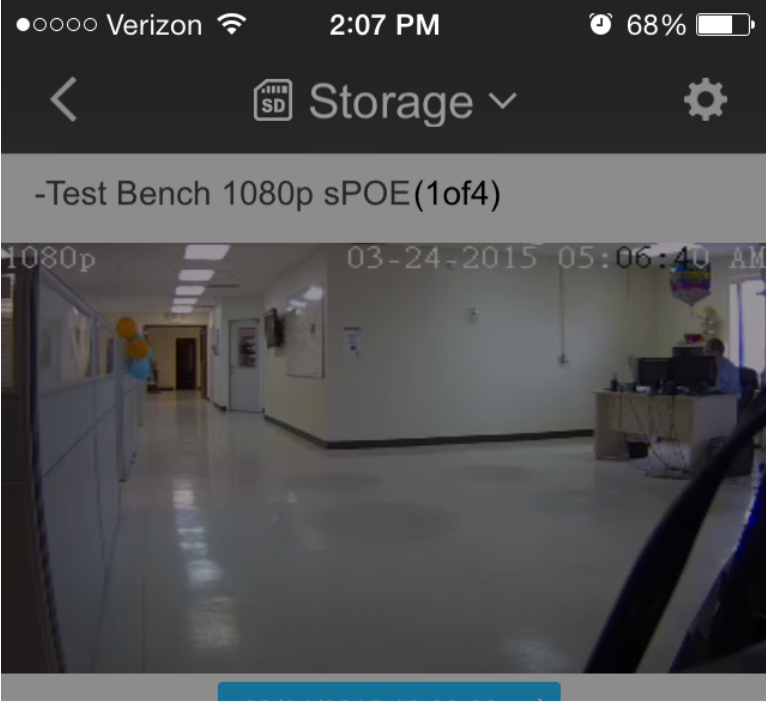 Verizon 2:07 PM 68%
SD Storage
-Test Bench 1080p sPOE(1of4)
1080p 03-24-2015 05:06:40 AM